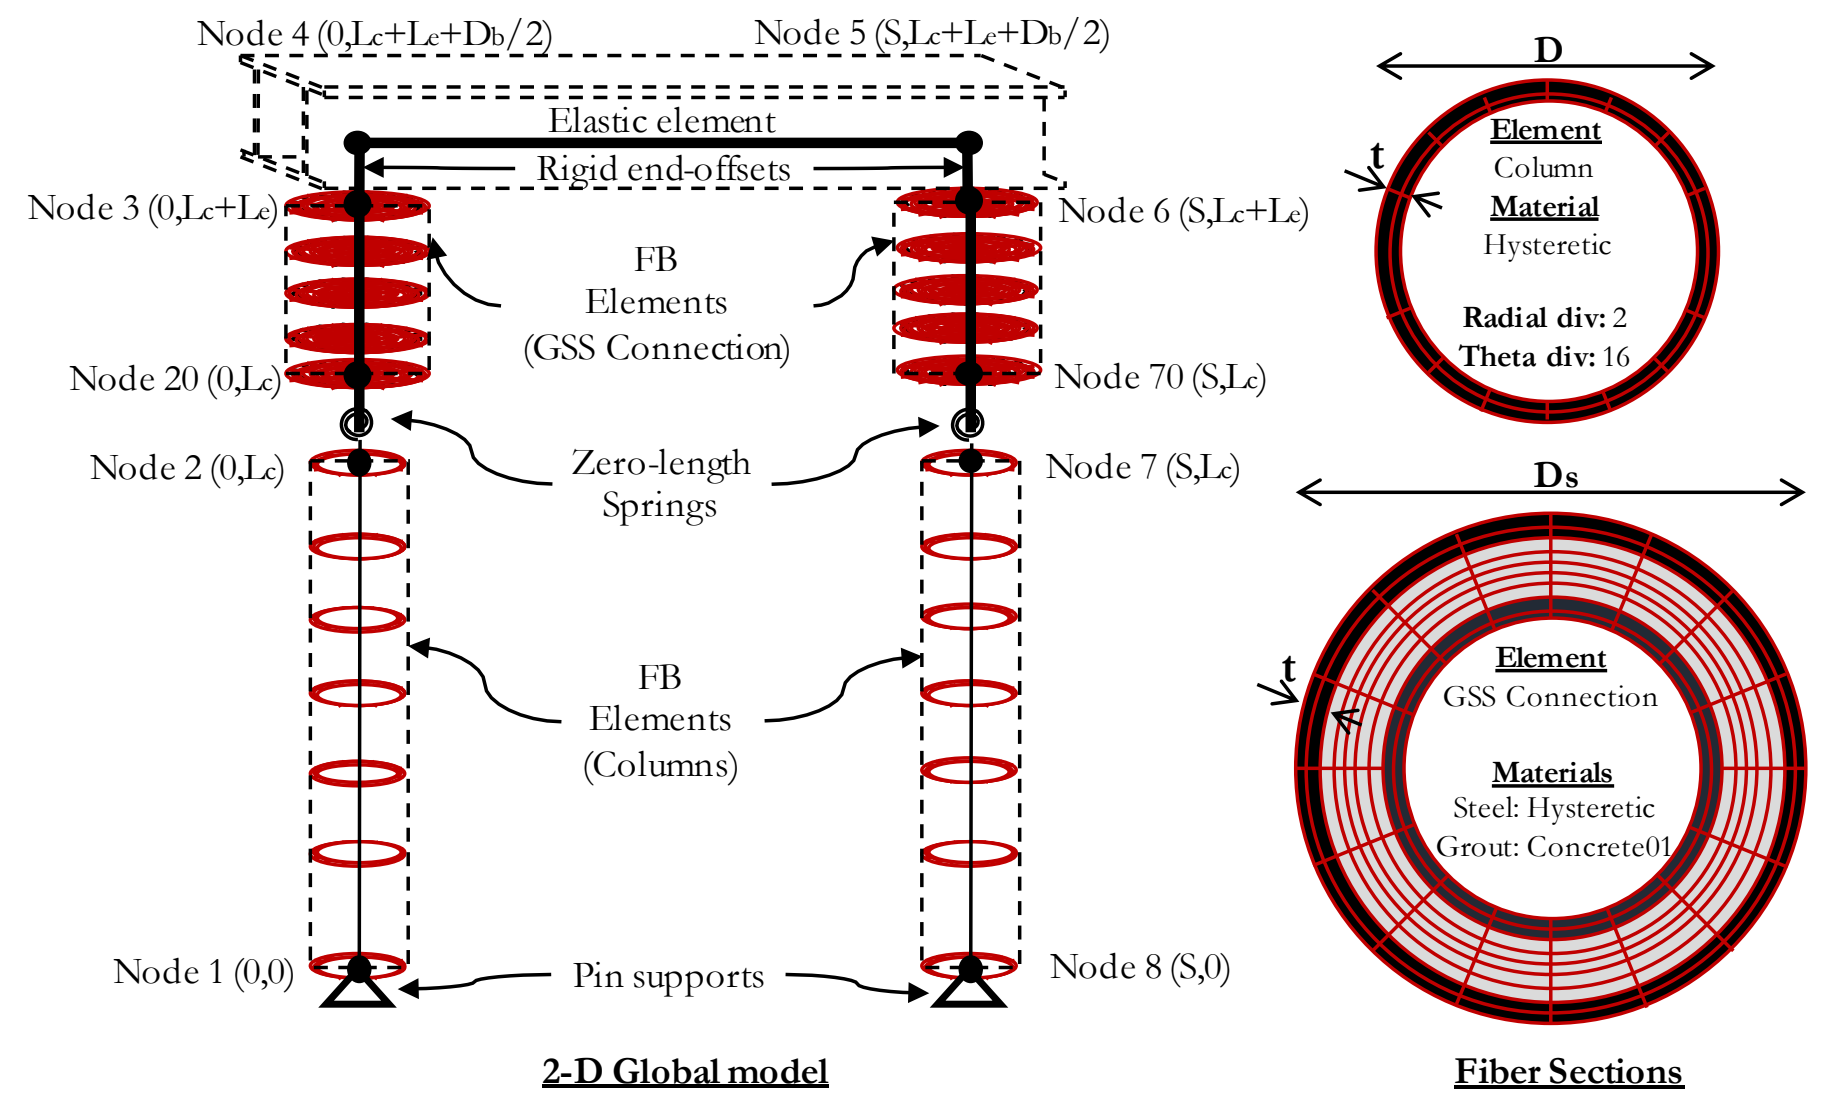 Node 4 (0,Lc+Le+Db/2)
Node 5 (S,Lc+Le+Db/2)
Elastic element
Rigid end-offsets
Node 3 (0,Lc+Le)
Node 6 (S,Lc+Le)
FB
Elements
(GSS Connection)
Node 20 (0,Lc)
Node 70 (S,Lc)
Node 2 (0,Lc)
Zero-length
Springs
Node 7 (S,Lc)
FB
Elements
(Columns)
Node 1 (0,0)
Pin supports
Node 8 (S,0)
2-D Global model
D
t
Element
Column
Material
Hysteretic
Radial div: 2
Theta div: 16
Ds
t
Element
GSS Connection
Materials
Steel: Hysteretic
Grout: Concrete01
Fiber Sections